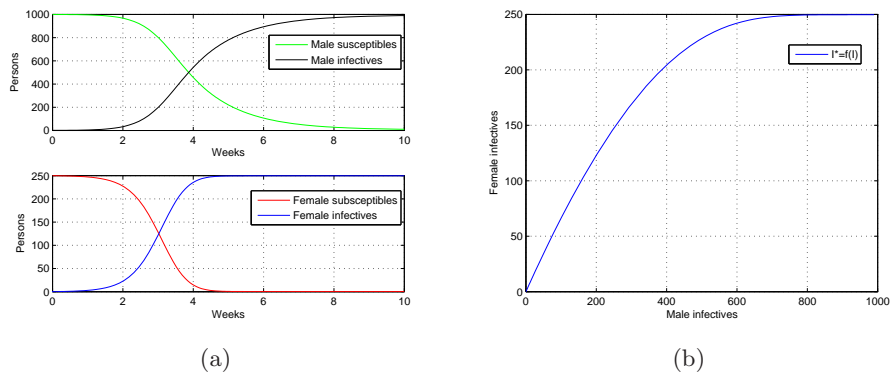 1000
800
600
400
200
0
Persons
0 2 4 6 8 10
Weeks
Male susceptibles
Male infectives
250
200
150
100
50
0
Persons
0 2 4 6 8 10
Weeks
Female subsceptibles
Female infectives
(a)
250
200
150
100
50
0
Female infectives
0 200 400 600 800 1000
Male infectives
I*=f(I)
(b)